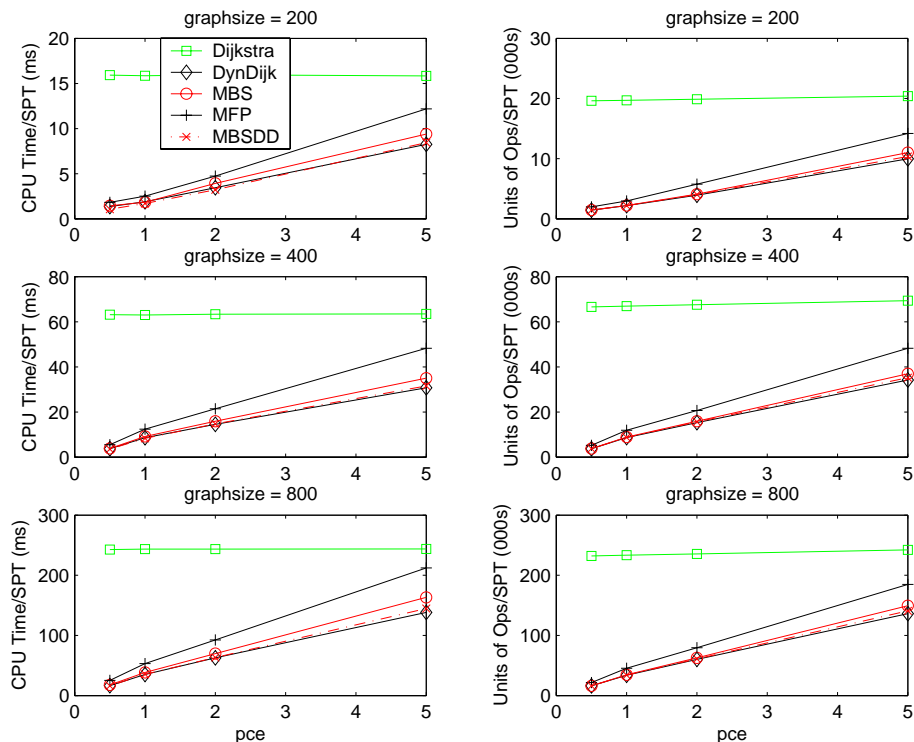 graphsize = 200
20
15
10
5
0
CPU Time/SPT (ms)
Dijkstra
DynDijk
MBS
MFP
MBSDD
0 1 2 3 4 5
graphsize = 200
30
20
10
0
Units of Ops/SPT (000s)
0 1 2 3 4 5
graphsize = 400
80
60
40
20
0
CPU Time/SPT (ms)
0 1 2 3 4 5
graphsize = 400
80
60
40
20
0
Units of Ops/SPT (000s)
0 1 2 3 4 5
graphsize = 800
300
200
100
0
CPU Time/SPT (ms)
0 1 2 3 4 5
pce
graphsize = 800
300
200
100
0
Units of Ops/SPT (000s)
0 1 2 3 4 5
pce